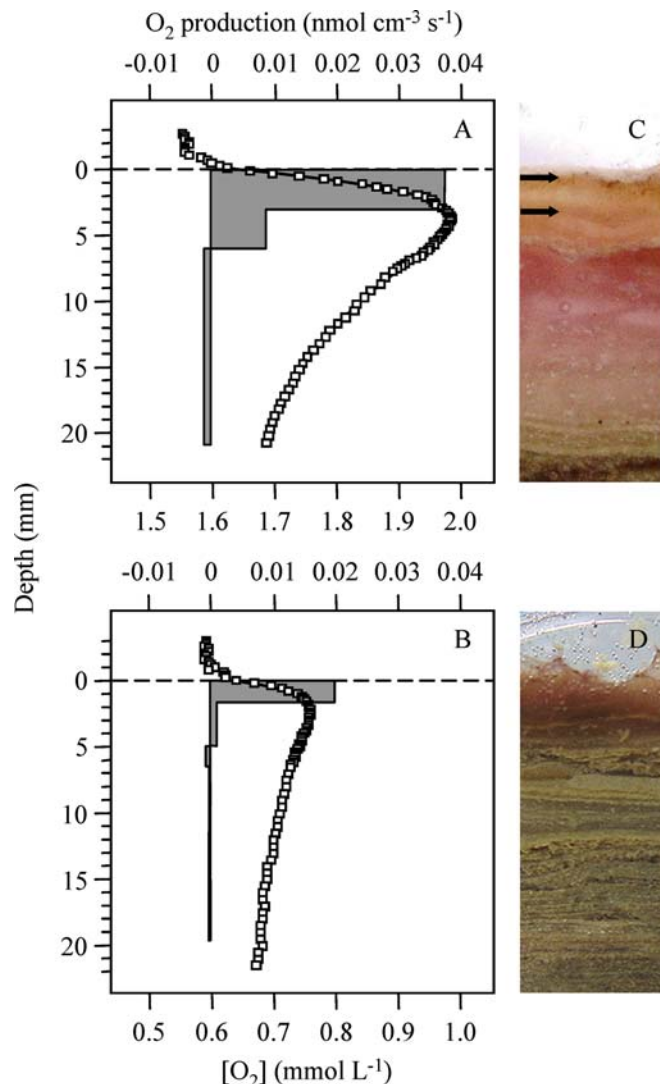 O₂ production (nmol cm⁻³ s⁻¹)
-0.01 0 0.01 0.02 0.03 0.04
A
C
0
5
10
15
20
1.5 1.6 1.7 1.8 1.9 2.0
Depth (mm)
-0.01 0 0.01 0.02 0.03 0.04
B
D
0
5
10
15
20
0.5 0.6 0.7 0.8 0.9 1.0
[O₂] (mmol L⁻¹)